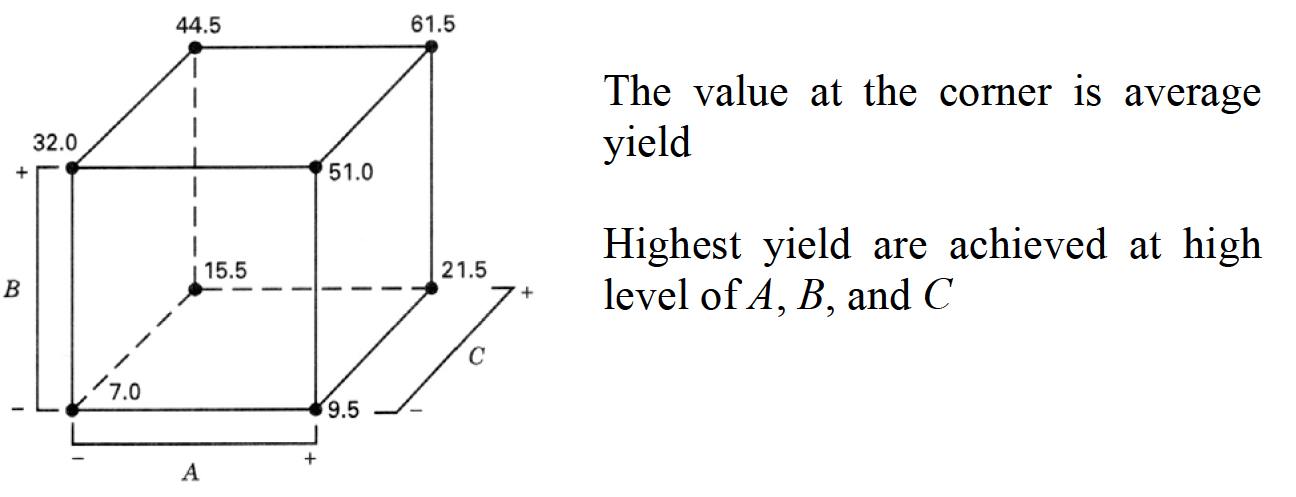 44.5 61.5
The value at the corner is average
yield
32.0
+ 51.0
Highest yield are achieved at high
level of A, B, and C
15.5 21.5
B +
C
7.0
− 9.5 −
− +
A